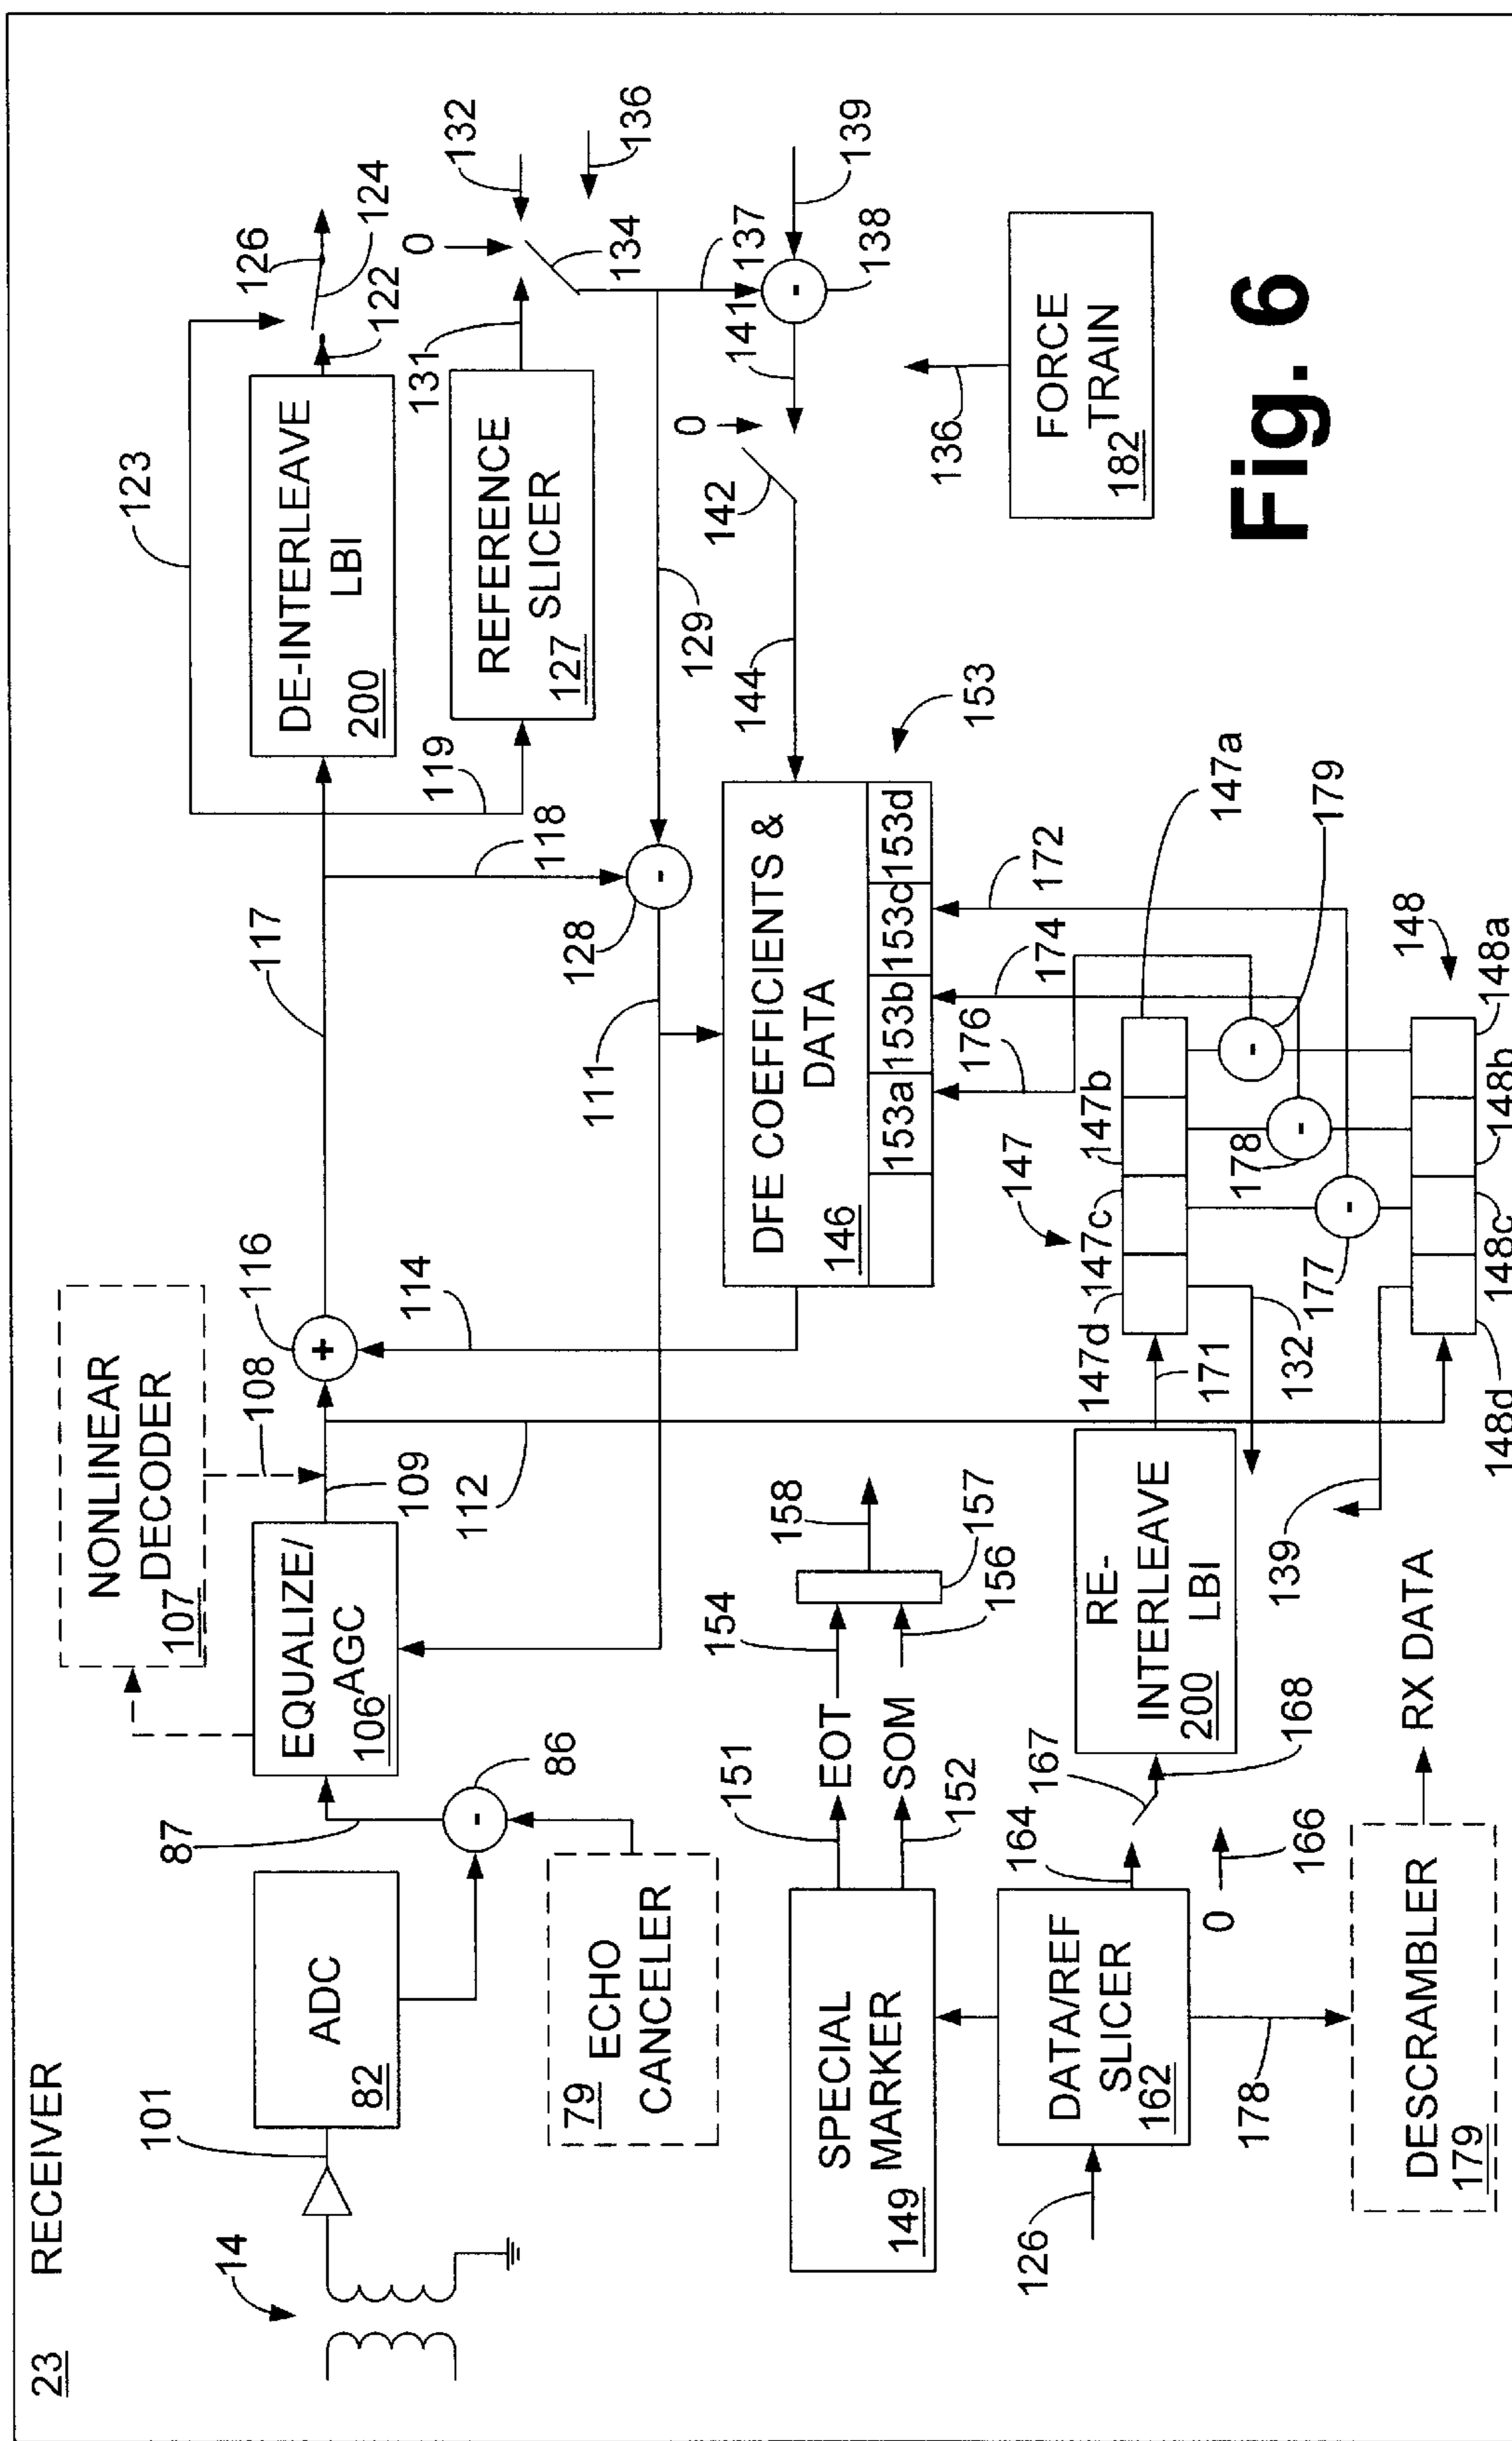 23 RECEIVER
14
101
ADC
82
87
86
79 ECHO
CANCELER
NONLINEAR
DECODER
107
108
EQUALIZE/
AGC
106
109
112
116
114
117
118
119
123
DE-INTERLEAVE
LBI
200
122
124
126
REFERENCE
SLICER
127
131
0
132
136
134
137
139
138
141
0
142
144
129
128
111
DFE COEFFICIENTS &
DATA
146
153
153a
153b
153c
153d
FORCE
TRAIN
182
136
SPECIAL
MARKER
149
151
152
EOT
SOM
154
156
157
158
126
DATA/REF
SLICER
162
164
0
166
167
168
178
DESCRAMBLER
179
RX DATA
RE-
INTERLEAVE
LBI
200
171
132
139
147
147a
147b
147c
147d
148
148a
148b
148c
148d
172
174
176
177
178
179
Fig. 6